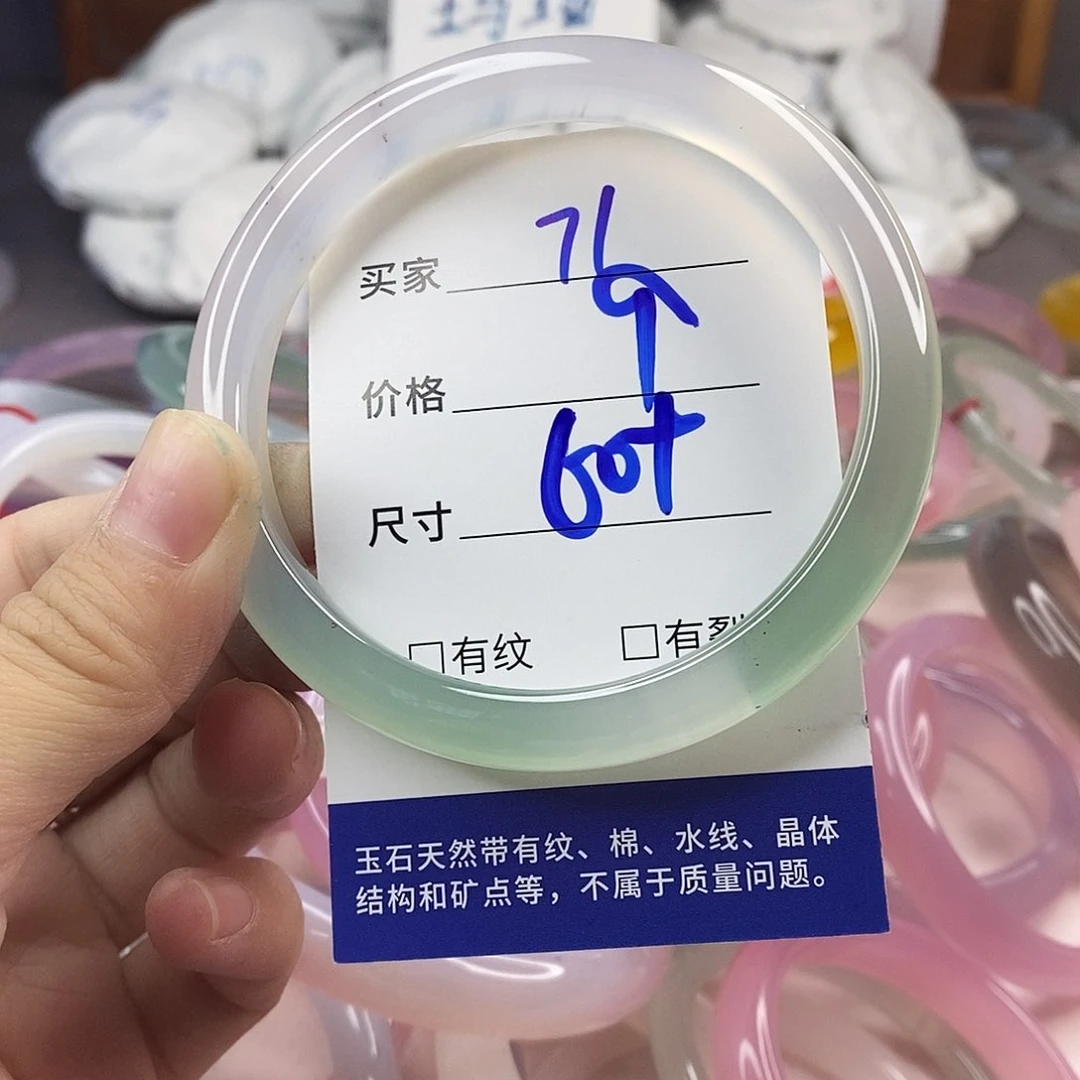 买家 76
价格
尺寸 60+
□有纹 □有裂
玉石天然带有纹、棉、水线、晶体
结构和矿点等，不属于质量问题。